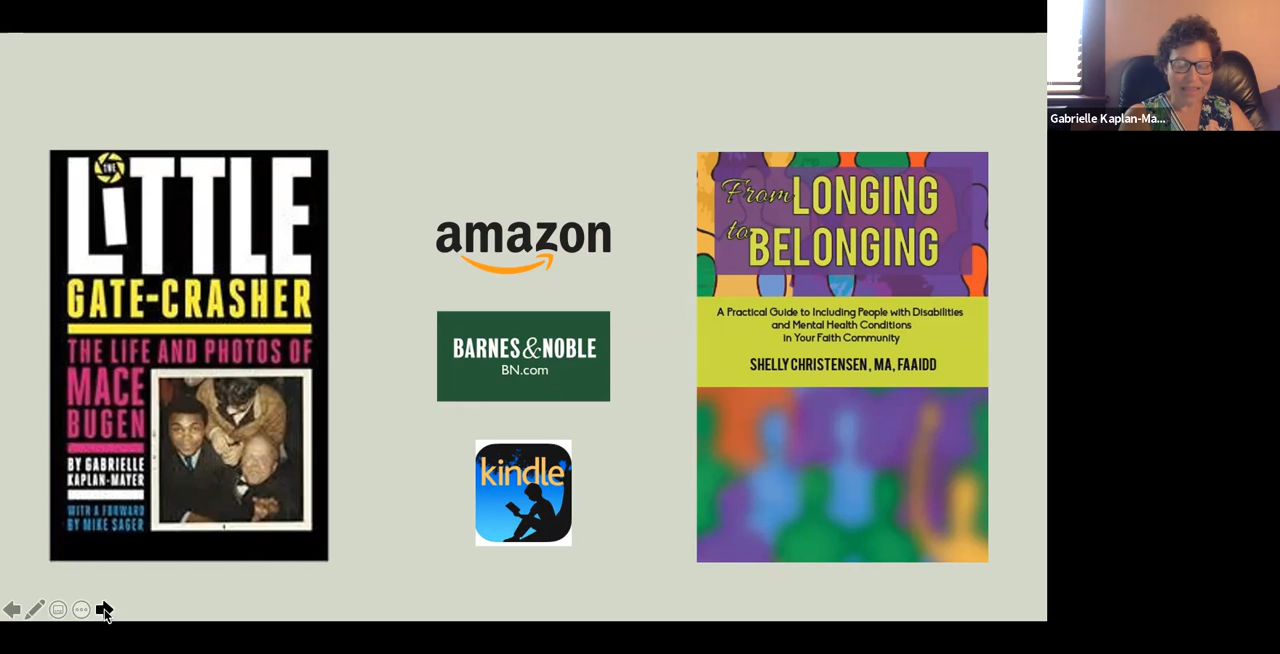 THE
LiTTLE
GATE-CRASHER
THE LIFE AND PHOTOS OF
MACE
BUGEN
BY GABRIELLE
KAPLAN-MAYER
WITH A FORWARD
BY MIKE SAGER
amazon
BARNES&NOBLE
BN.com
kindle
From LONGING
to BELONGING
A Practical Guide to Including People with Disabilities
and Mental Health Conditions
in Your Faith Community
SHELLY CHRISTENSEN, MA, FAAIDD
Gabrielle Kaplan-Ma...